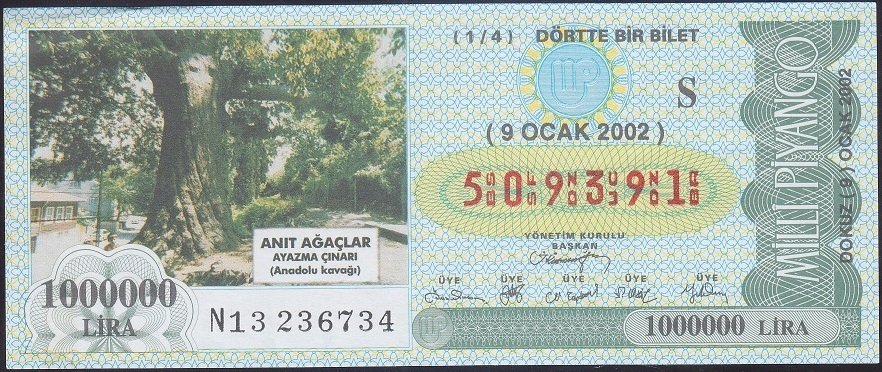 (1/4) DÖRTTE BİR BİLET
MP
S
(9 OCAK 2002)
509391
YÖNETİM KURULU
BAŞKAN
ÜYE ÜYE ÜYE ÜYE ÜYE
ANIT AĞAÇLAR
AYAZMA ÇINARI
(Anadolu kavağı)
1000000
LİRA
N13 236734
MP
1000000 LİRA
MİLLİ PİYANGO
DOKUZ (9) OCAK 2002